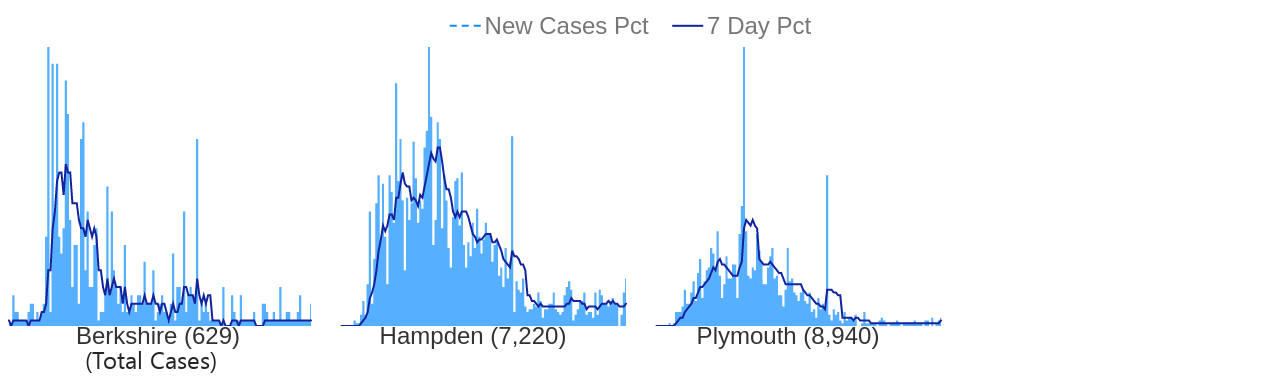 New Cases Pct 7 Day Pct
Berkshire (629) Hampden (7,220) Plymouth (8,940)
(Total Cases)